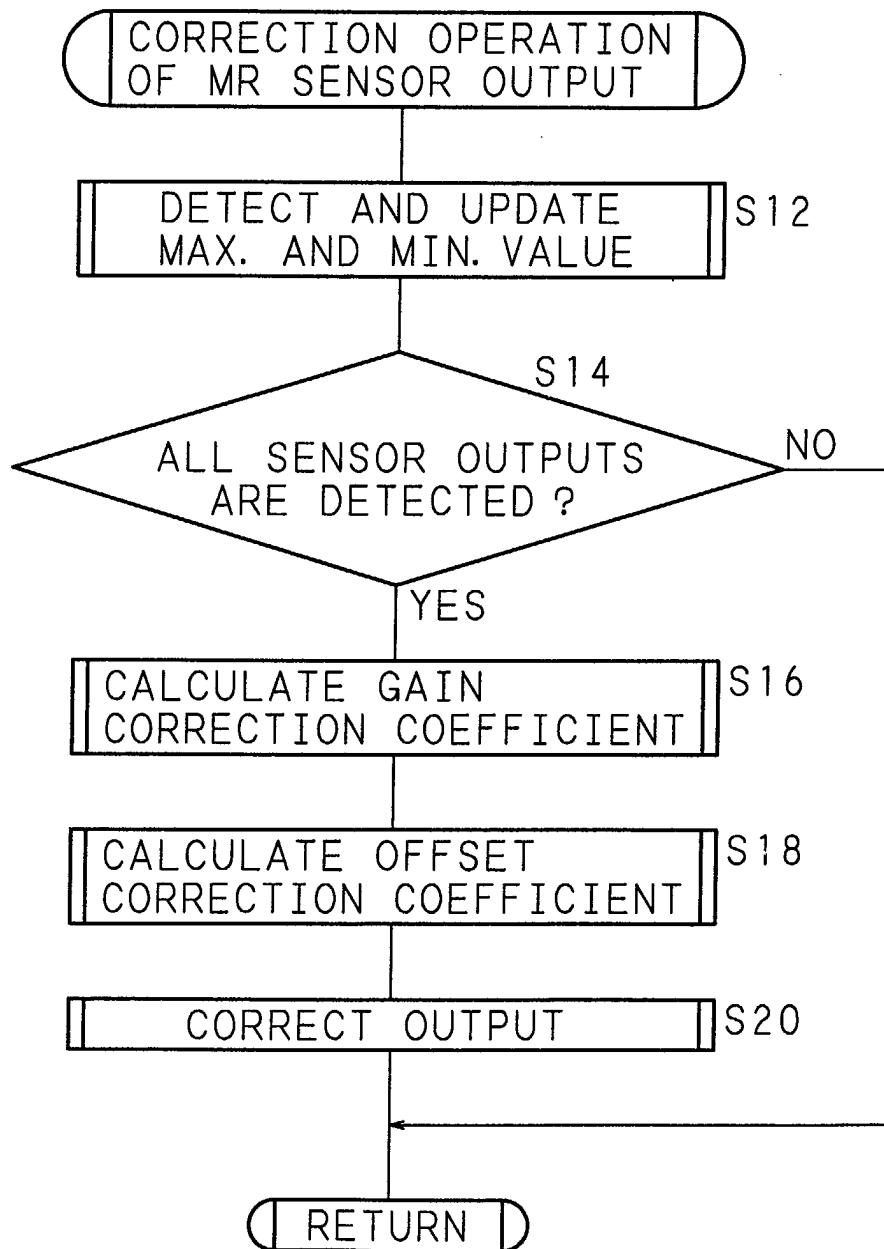 CORRECTION OPERATION
OF MR SENSOR OUTPUT
DETECT AND UPDATE
MAX. AND MIN. VALUE
S12
S14
ALL SENSOR OUTPUTS
ARE DETECTED ?
NO
YES
CALCULATE GAIN
CORRECTION COEFFICIENT
S16
CALCULATE OFFSET
CORRECTION COEFFICIENT
S18
CORRECT OUTPUT
S20
RETURN